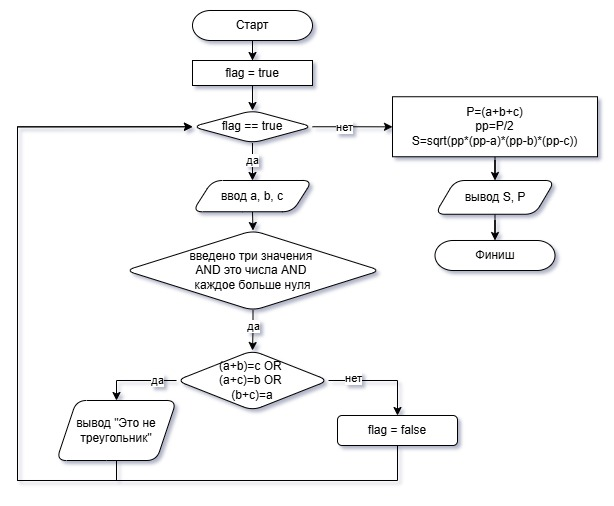 Старт
flag = true
flag == true
нет
P=(a+b+c)
pp=P/2
S=sqrt(pp*(pp-a)*(pp-b)*(pp-c))
да
ввод a, b, c
вывод S, P
введено три значения
AND это числа AND
каждое больше нуля
Финиш
да
(a+b)=c OR
(a+c)=b OR
(b+c)=a
да
нет
вывод "Это не
треугольник"
flag = false